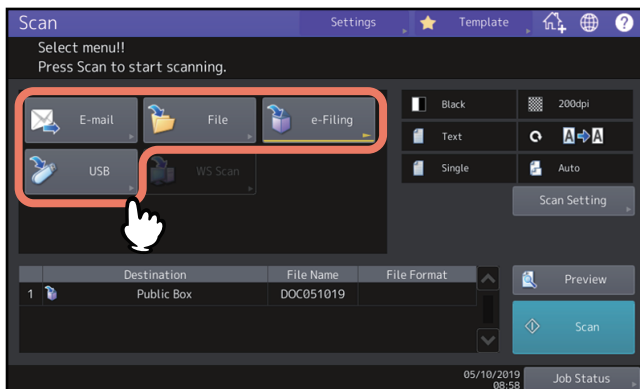 Scan
Settings
Template
?
Select menu!!
Press Scan to start scanning.
E-mail
File
e-Filing
USB
WS Scan
Black
200dpi
Text
A A
Single
Auto
Scan Setting
Destination File Name File Format
1 Public Box DOC051019
Preview
Scan
05/10/2019
08:58
Job Status